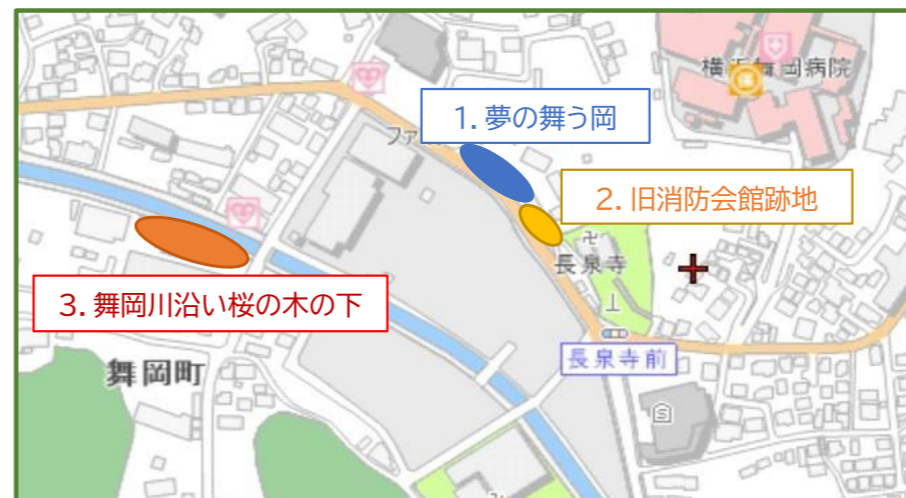 横浜舞岡病院
ファ
1. 夢の舞う岡
2. 旧消防会館跡地
卍
長泉寺
3. 舞岡川沿い桜の木の下
長泉寺前
舞岡町